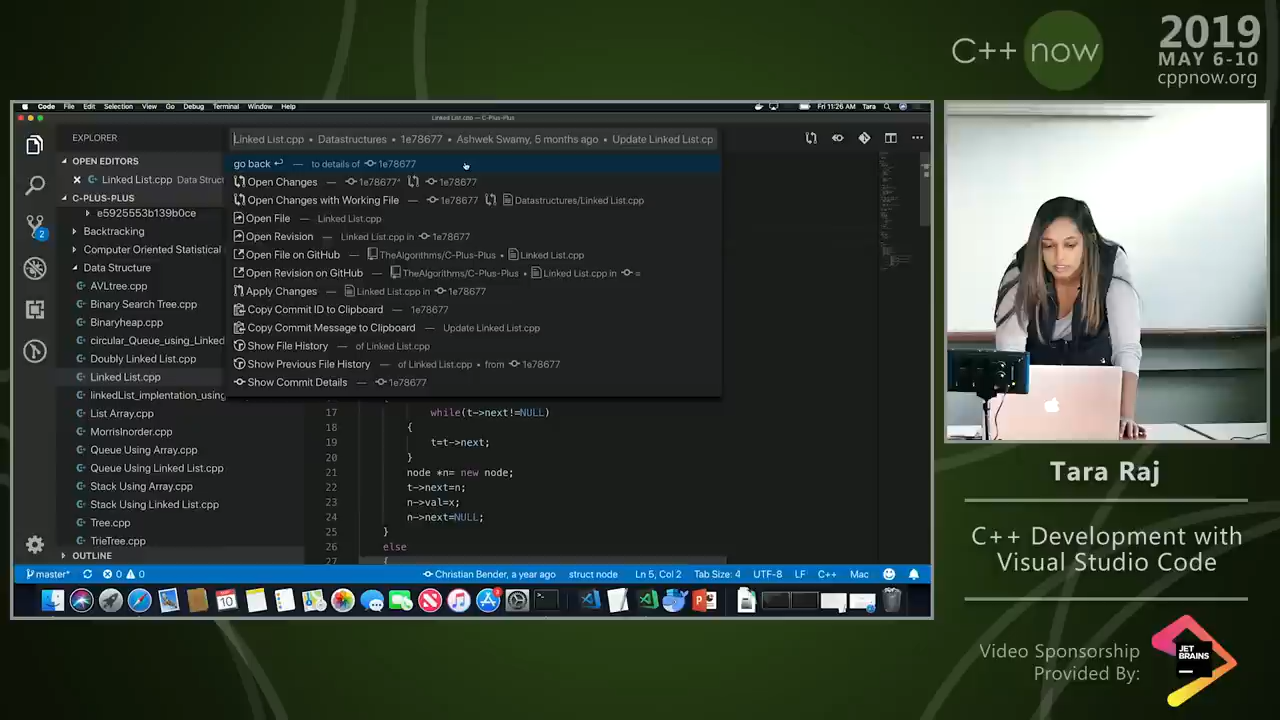 C++ now
2019
MAY 6-10
cppnow.org
Code File Edit Selection View Go Debug Terminal Window Help
Fri 11:26 AM Tara
Linked List.cpp — C-Plus-Plus
EXPLORER
OPEN EDITORS
Linked List.cpp Data Struct
C-PLUS-PLUS
e5925553b139b0ce
Backtracking
Computer Oriented Statistical
Data Structure
AVLtree.cpp
Binary Search Tree.cpp
Binaryheap.cpp
circular_Queue_using_Linked
Doubly Linked List.cpp
Linked List.cpp
linkedList_implentation_using
List Array.cpp
MorrisInorder.cpp
Queue Using Array.cpp
Queue Using Linked List.cpp
Stack Using Array.cpp
Stack Using Linked List.cpp
Tree.cpp
TrieTree.cpp
OUTLINE
2
Linked List.cpp • Datastructures • 1e78677 • Ashwek Swamy, 5 months ago • Update Linked List.cp
go back ↩ — to details of 1e78677
Open Changes — 1e78677^ 1e78677
Open Changes with Working File — 1e78677 Datastructures/Linked List.cpp
Open File — Linked List.cpp
Open Revision — Linked List.cpp in 1e78677
Open File on GitHub — TheAlgorithms/C-Plus-Plus • Linked List.cpp
Open Revision on GitHub — TheAlgorithms/C-Plus-Plus • Linked List.cpp in
Apply Changes — Linked List.cpp in 1e78677
Copy Commit ID to Clipboard — 1e78677
Copy Commit Message to Clipboard — Update Linked List.cpp
Show File History — of Linked List.cpp
Show Previous File History — of Linked List.cpp • from 1e78677
Show Commit Details — 1e78677
17 while(t->next!=NULL)
18 {
19 t=t->next;
20 }
21 node *n= new node;
22 t->next=n;
23 n->val=x;
24 n->next=NULL;
25 }
26 else
27 {
master* 0 0
Christian Bender, a year ago struct node Ln 5, Col 2 Tab Size: 4 UTF-8 LF C++ Mac
10
Tara Raj
C++ Development with
Visual Studio Code
Video Sponsorship
Provided By:
JET
BRAINS